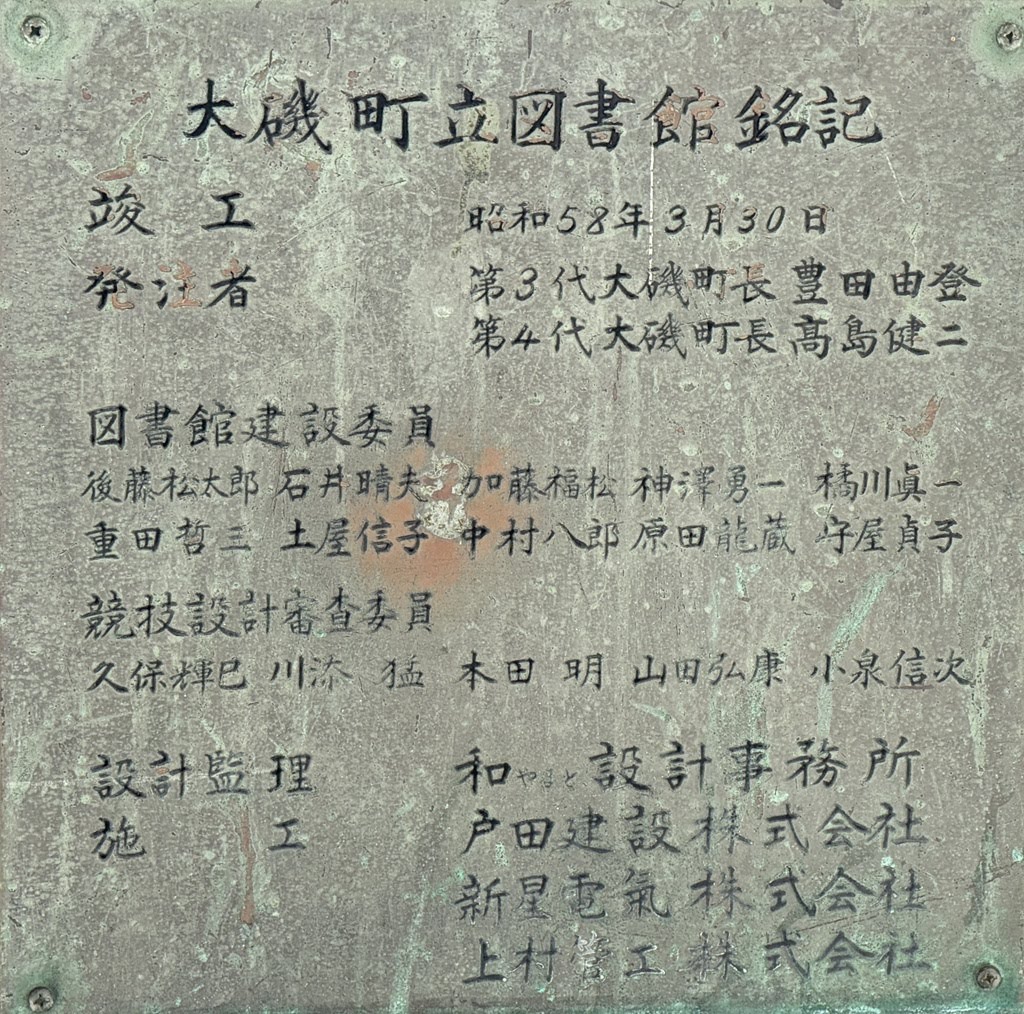 大磯町立図書館銘記
竣工 昭和58年3月30日
発注者 第3代大磯町長豊田由登
第4代大磯町長髙島健二
図書館建設委員
後藤松太郎 石井晴夫 加藤福松 神澤勇一 橘川眞一
重田哲三 土屋信子 中村八郎 原田龍蔵 守屋貞子
競技設計審査委員
久保輝巳 川添猛 本田明 山田弘康 小泉信次
設計監理 和やまと設計事務所
施工 戸田建設株式会社
新星電氣株式会社
上村管工株式会社